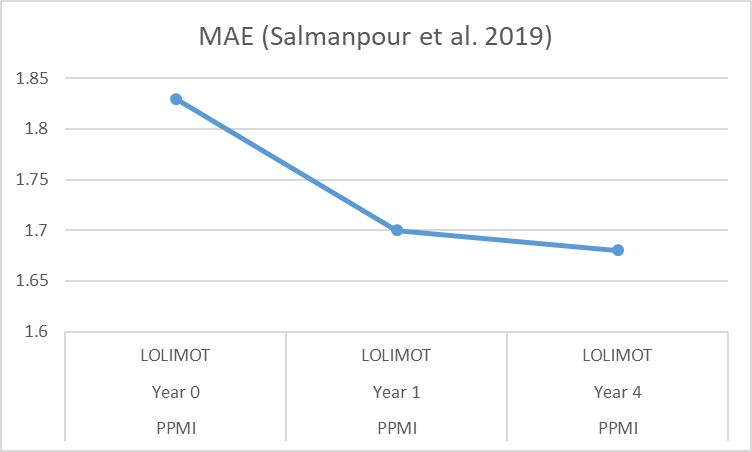 MAE (Salmanpour et al. 2019)
1.85
1.8
1.75
1.7
1.65
1.6
LOLIMOT LOLIMOT LOLIMOT
Year 0 Year 1 Year 4
PPMI PPMI PPMI